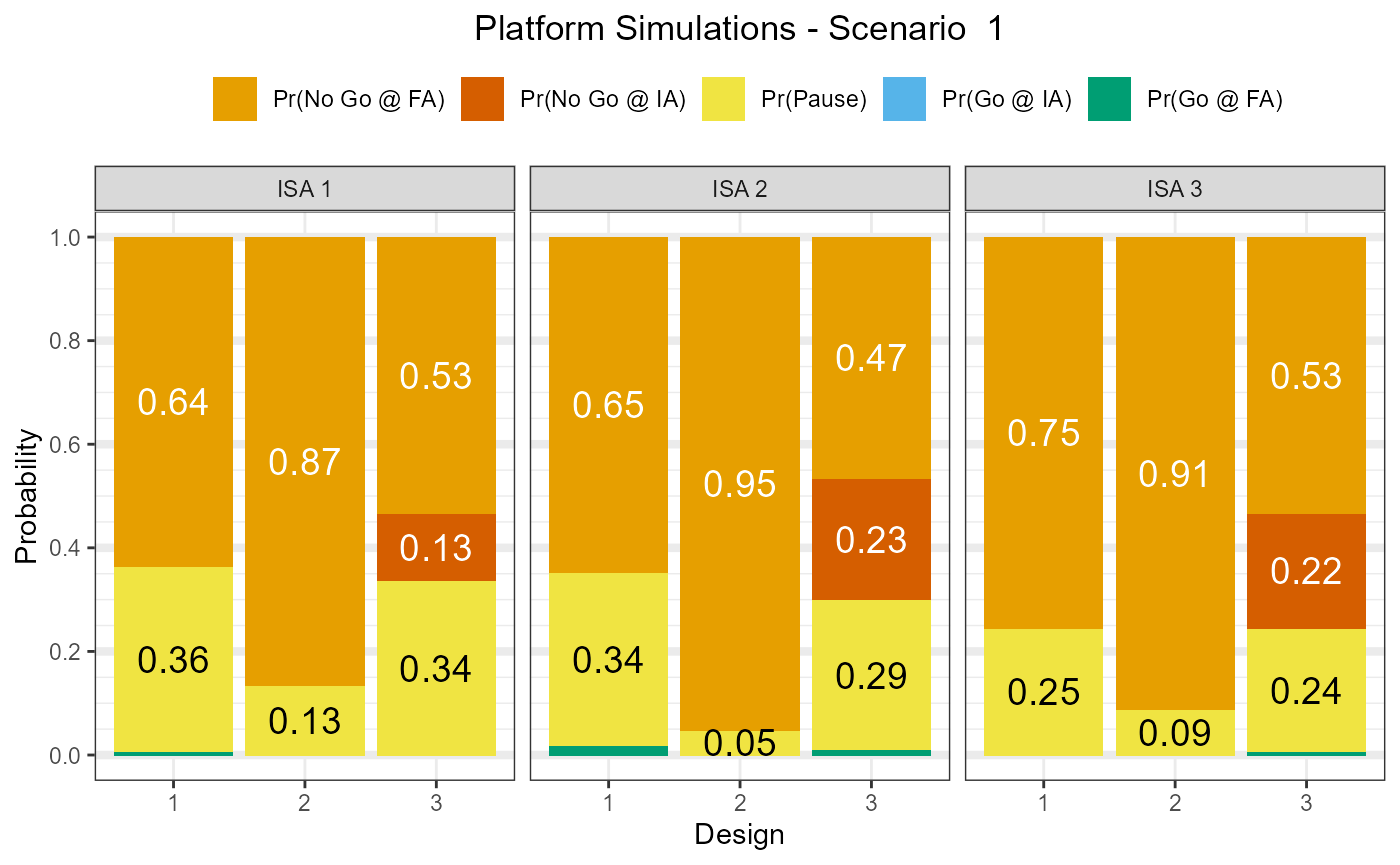 Platform Simulations - Scenario  1
Pr(No Go @ FA) Pr(No Go @ IA) Pr(Pause) Pr(Go @ IA) Pr(Go @ FA)
ISA 1 ISA 2 ISA 3
Probability
1.0
0.8
0.6
0.4
0.2
0.0
0.64 0.87 0.53
0.13
0.36 0.13 0.34
0.65 0.95 0.47
0.23
0.34 0.05 0.29
0.75 0.91 0.53
0.22
0.25 0.09 0.24
1 2 3 1 2 3 1 2 3
Design